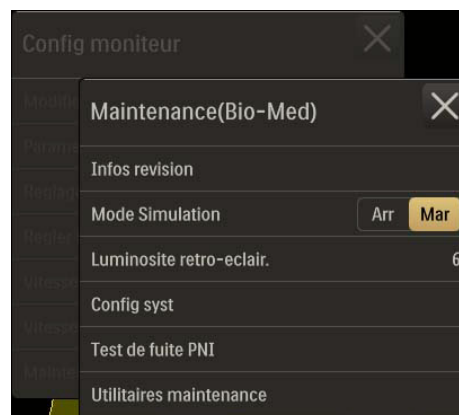 Config moniteur
Maintenance(Bio-Med)
Infos revision
Mode Simulation Arr Mar
Luminosite retro-eclair. 6
Config syst
Test de fuite PNI
Utilitaires maintenance